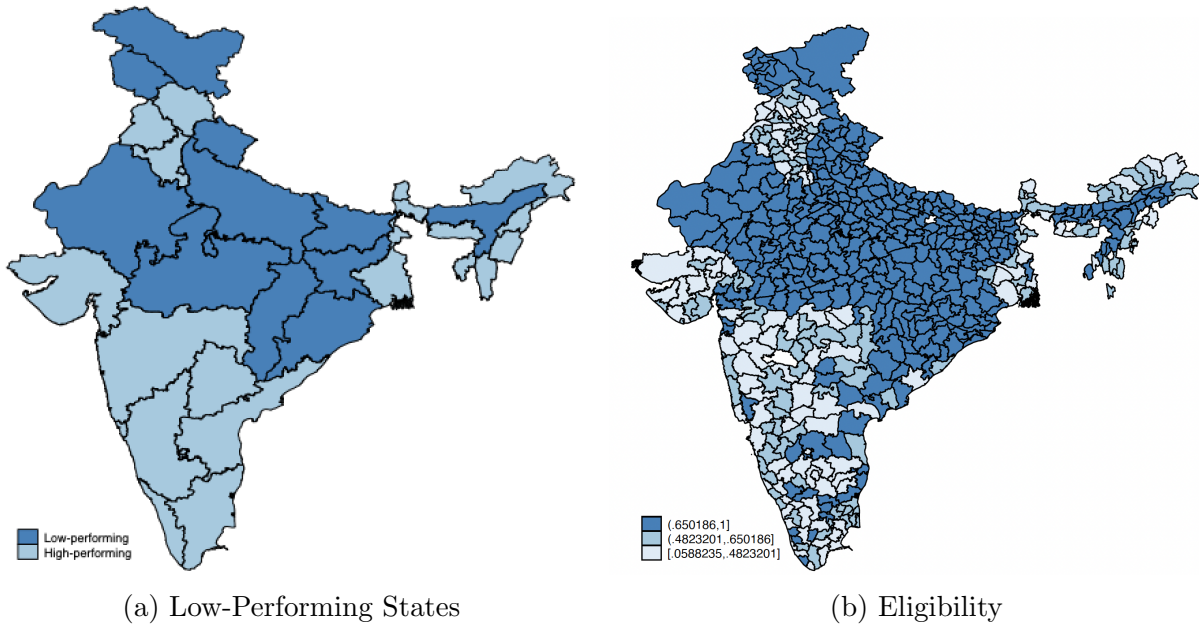 Low-performing
High-performing
(.650186,1]
(.4823201,.650186]
[.0588235,.4823201]
(a) Low-Performing States
(b) Eligibility